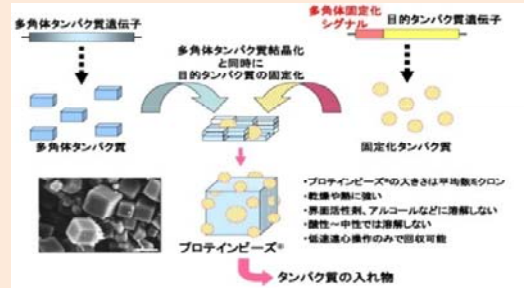 多角体タンパク質遺伝子
多角体固定化
シグナル
目的タンパク質遺伝子
多角体タンパク質結晶化
と同時に
目的タンパク質の固定化
多角体タンパク質
固定化タンパク質
プロテインビーズ®
・プロテインビーズ®の大きさは平均数ミクロン
・乾燥や熱に強い
・界面活性剤、アルコールなどに溶解しない
・酸性～中性では溶解しない
・低速遠心操作のみで回収可能
タンパク質の入れ物